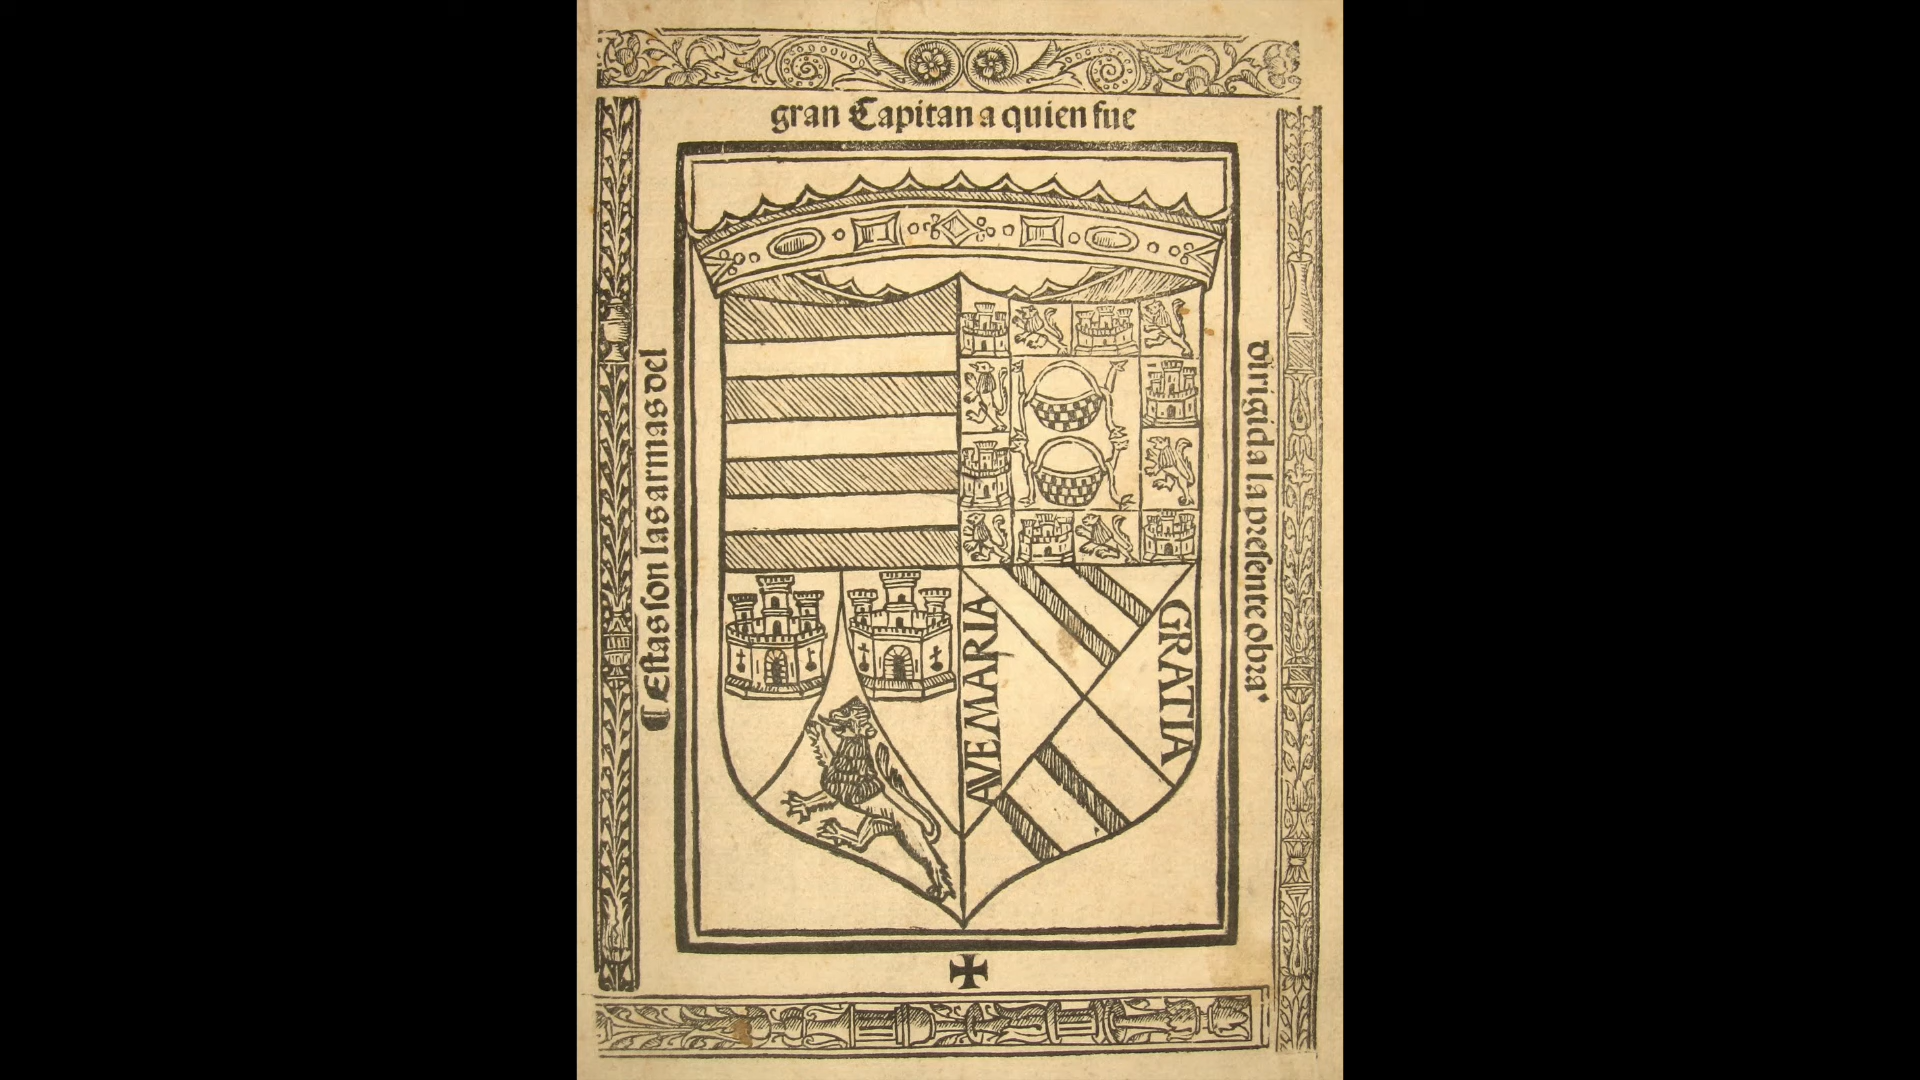 ⁋Estas son las armas del
gran Capitan a quien fue
dirigida la presente obra.
AVE MARIA
GRATIA